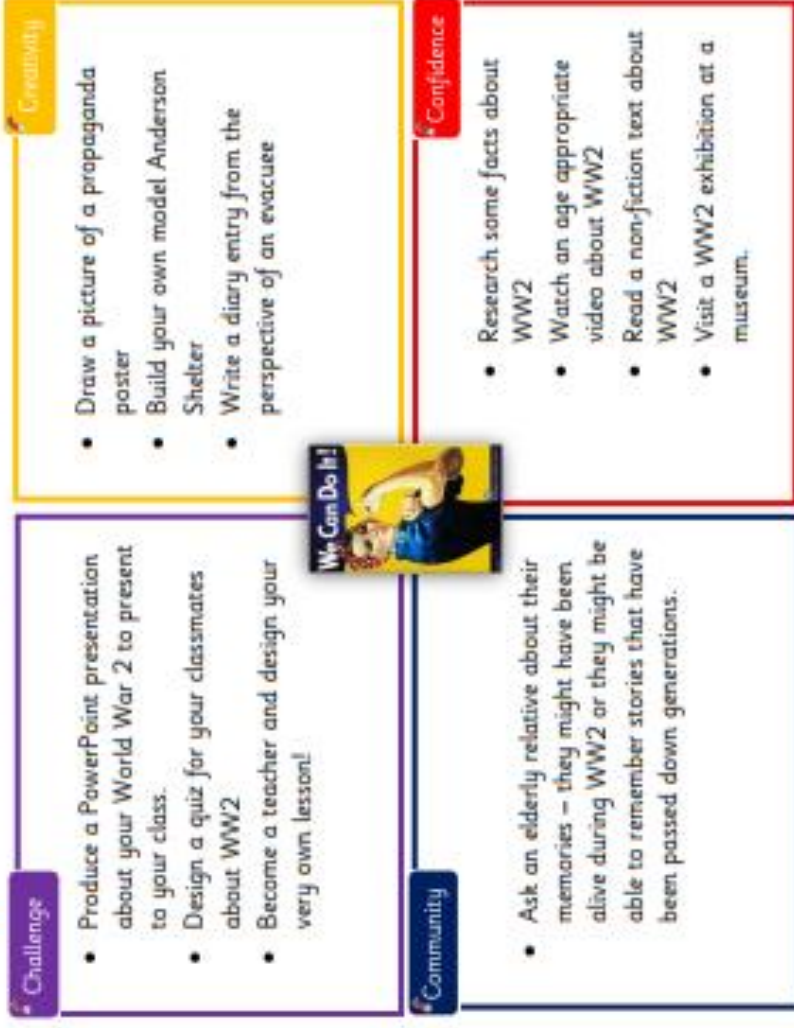 Challenge
• Produce a PowerPoint presentation
about your World War 2 to present
to your class.
• Design a quiz for your classmates
about WW2
• Become a teacher and design your
very own lesson!
Creativity
• Draw a picture of a propaganda
poster
• Build your own model Anderson
Shelter
• Write a diary entry from the
perspective of an evacuee
We Can Do It!
Community
• Ask an elderly relative about their
memories – they might have been
alive during WW2 or they might be
able to remember stories that have
been passed down generations.
Confidence
• Research some facts about
WW2
• Watch an age appropriate
video about WW2
• Read a non-fiction text about
WW2
• Visit a WW2 exhibition at a
museum.